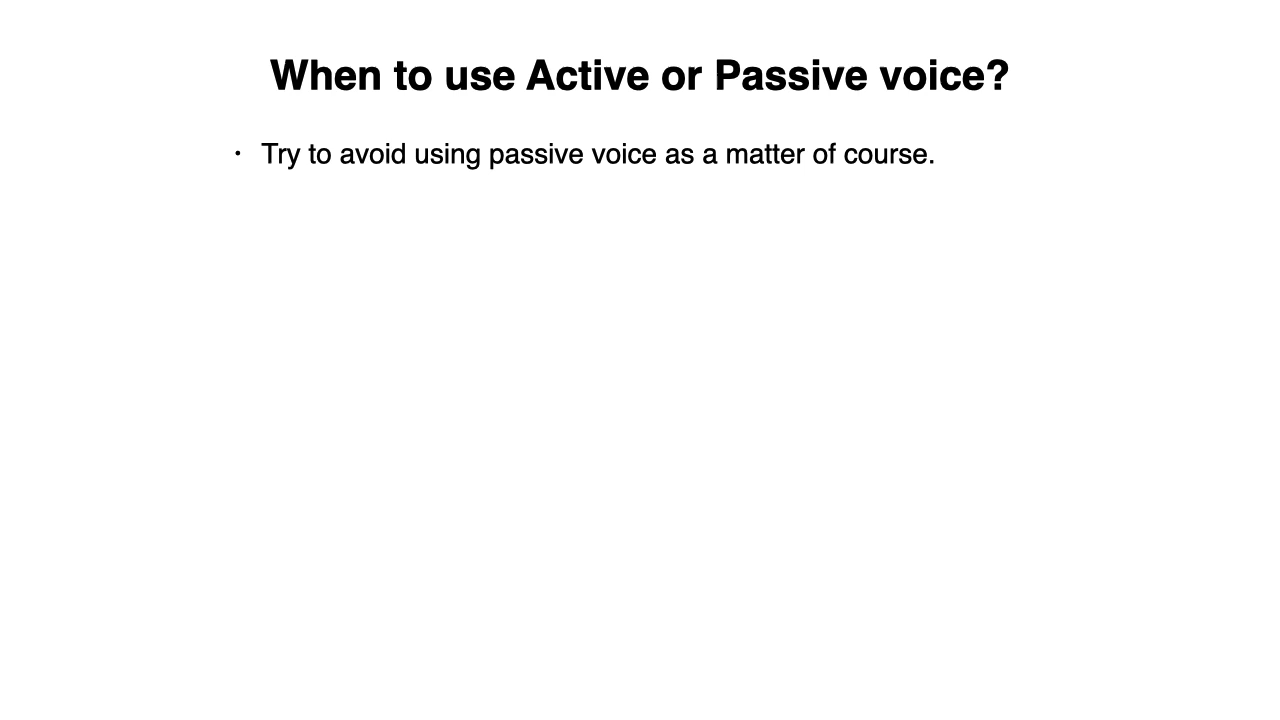 When to use Active or Passive voice?
• Try to avoid using passive voice as a matter of course.